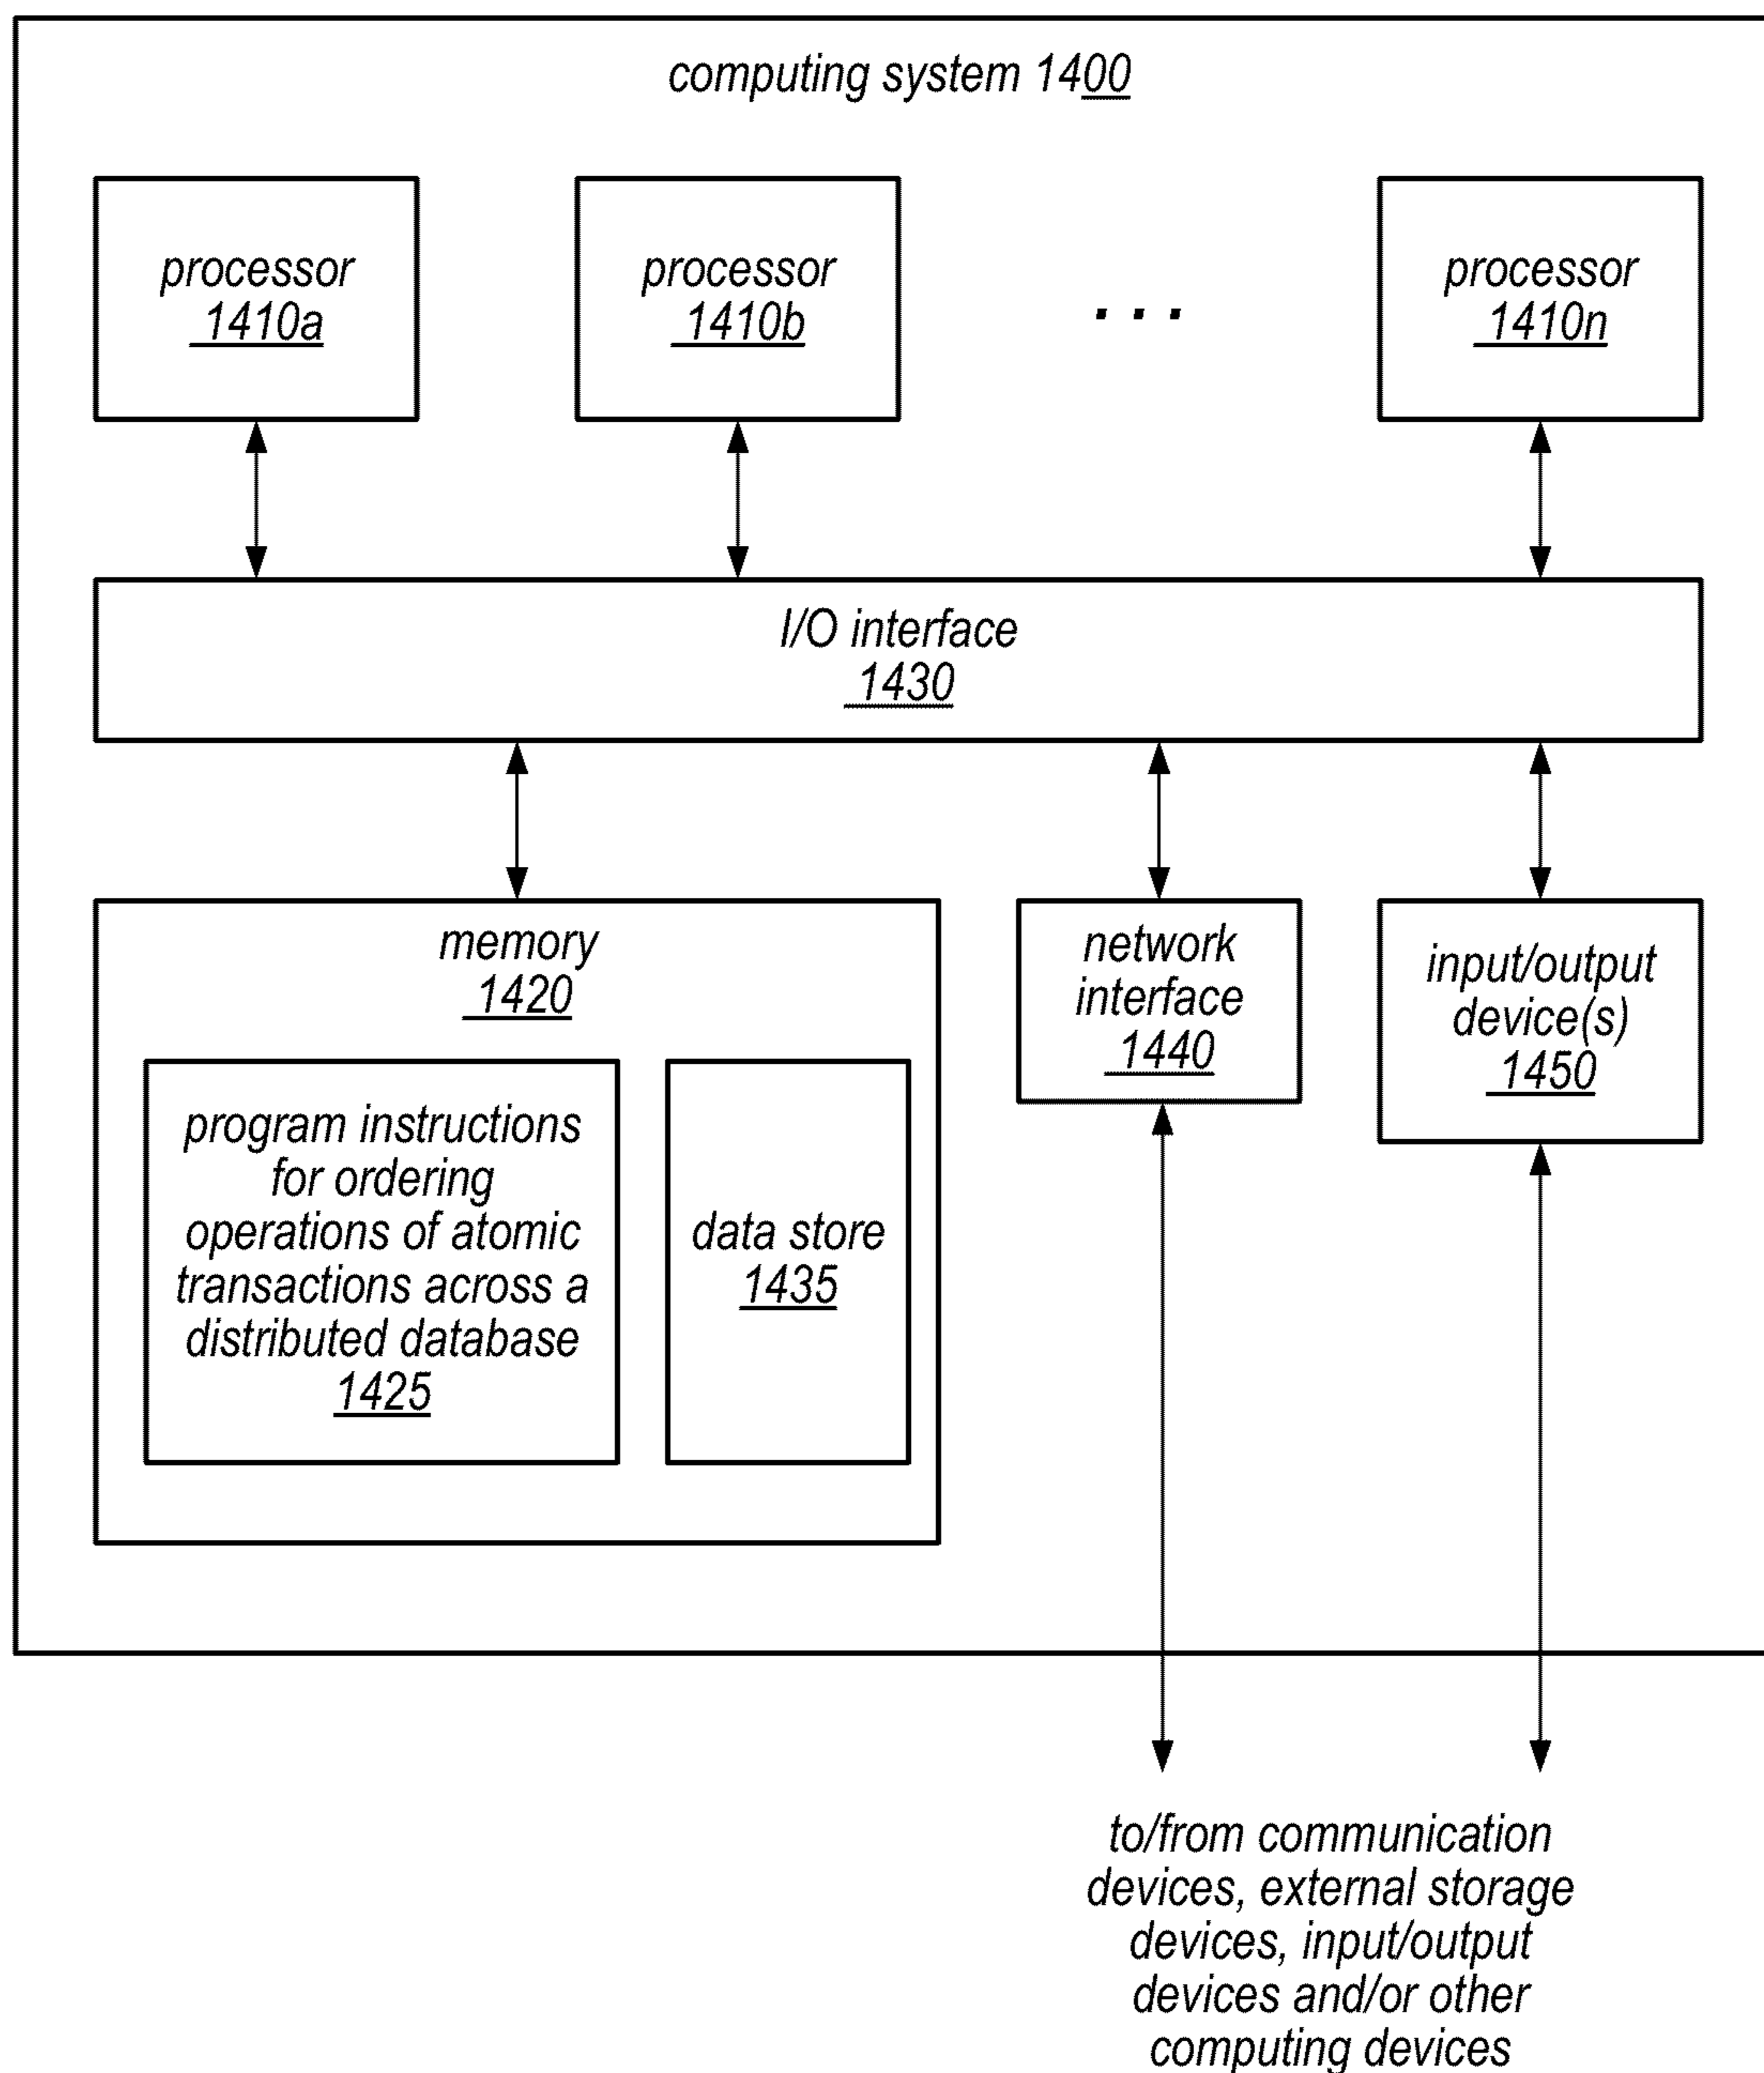 computing system 1400
processor
1410a
processor
1410b
. . .
processor
1410n
I/O interface
1430
memory
1420
program instructions
for ordering
operations of atomic
transactions across a
distributed database
1425
data store
1435
network
interface
1440
input/output
device(s)
1450
to/from communication
devices, external storage
devices, input/output
devices and/or other
computing devices